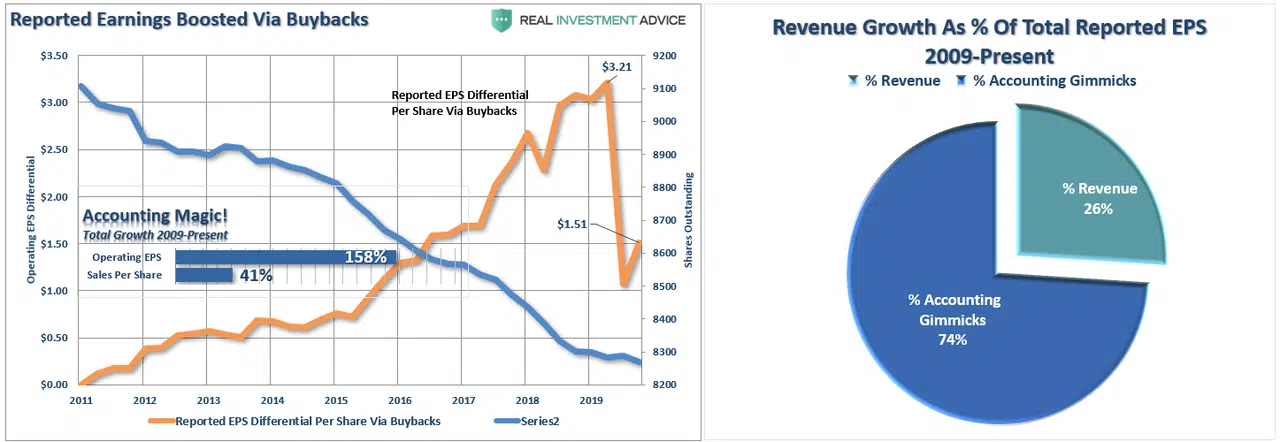 Reported Earnings Boosted Via Buybacks
REAL INVESTMENT ADVICE
$3.50
$3.00
$2.50
$2.00
$1.50
$1.00
$0.50
$0.00
Operating EPS Differential
9200
9100
9000
8900
8800
8700
8600
8500
8400
8300
8200
Shares Outstanding
$3.21
Reported EPS Differential
Per Share Via Buybacks
$1.51
Accounting Magic!
Total Growth 2009-Present
Operating EPS 158%
Sales Per Share 41%
2011 2012 2013 2014 2015 2016 2017 2018 2019
Reported EPS Differential Per Share Via Buybacks Series2
Revenue Growth As % Of Total Reported EPS
2009-Present
% Revenue % Accounting Gimmicks
% Revenue
26%
% Accounting
Gimmicks
74%